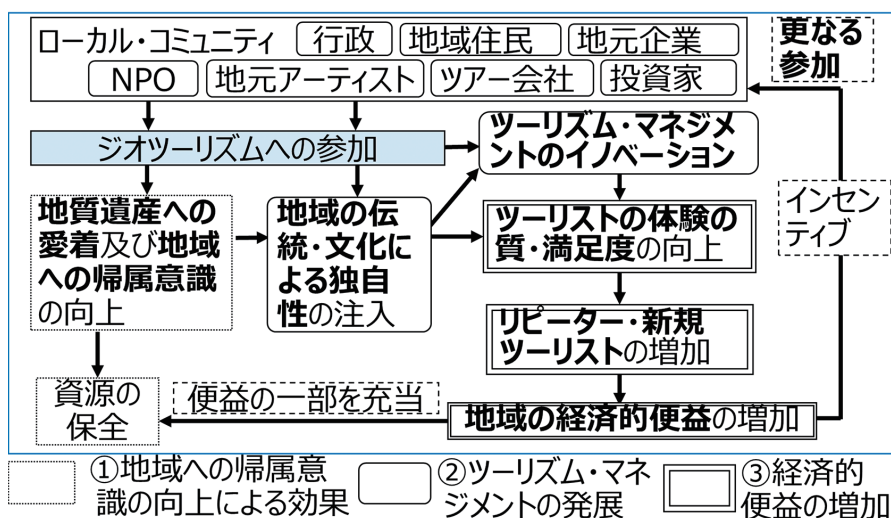 ローカル・コミュニティ 行政 地域住民 地元企業
NPO 地元アーティスト ツアー会社 投資家
更なる
参加
ジオツーリズムへの参加
ツーリズム・マネジメ
ントのイノベーション
地質遺産への
愛着及び地域
への帰属意識
の向上
地域の伝
統・文化に
よる独自
性の注入
ツーリストの体験の
質・満足度の向上
インセン
ティブ
リピーター・新規
ツーリストの増加
資源の
保全
便益の一部を充当
地域の経済的便益の増加
①地域への帰属意
識の向上による効果
②ツーリズム・マネ
ジメントの発展
③経済的
便益の増加